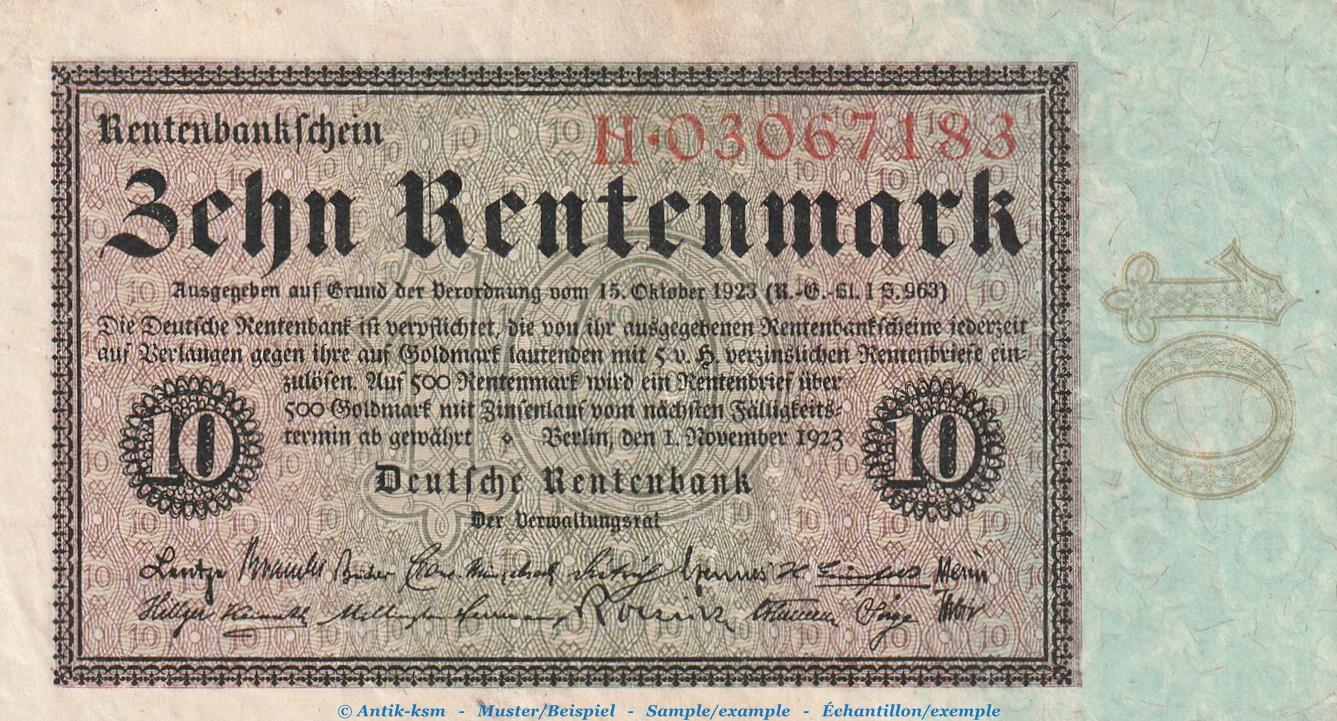 Rentenbankschein
H·03067183
Zehn Rentenmark
Ausgegeben auf Grund der Verordnung vom 15. Oktober 1923 (R.-G.-Bl. I S. 963)
Die Deutsche Rentenbank ist verpflichtet, die von ihr ausgegebenen Rentenbankscheine jederzeit
auf Verlangen gegen ihre auf Goldmark lautenden mit 5 v. H. verzinslichen Rentenbriefe ein-
zulösen. Auf 500 Rentenmark wird ein Rentenbrief über
500 Goldmark mit Zinsenlauf vom nächsten Fälligkeits-
termin ab gewährt ⋄ Berlin, den 1. November 1923
10
10
10
10
Deutsche Rentenbank
Der Verwaltungsrat
Lentze
Hillger
© Antik-ksm - Muster/Beispiel - Sample/example - Échantillon/exemple